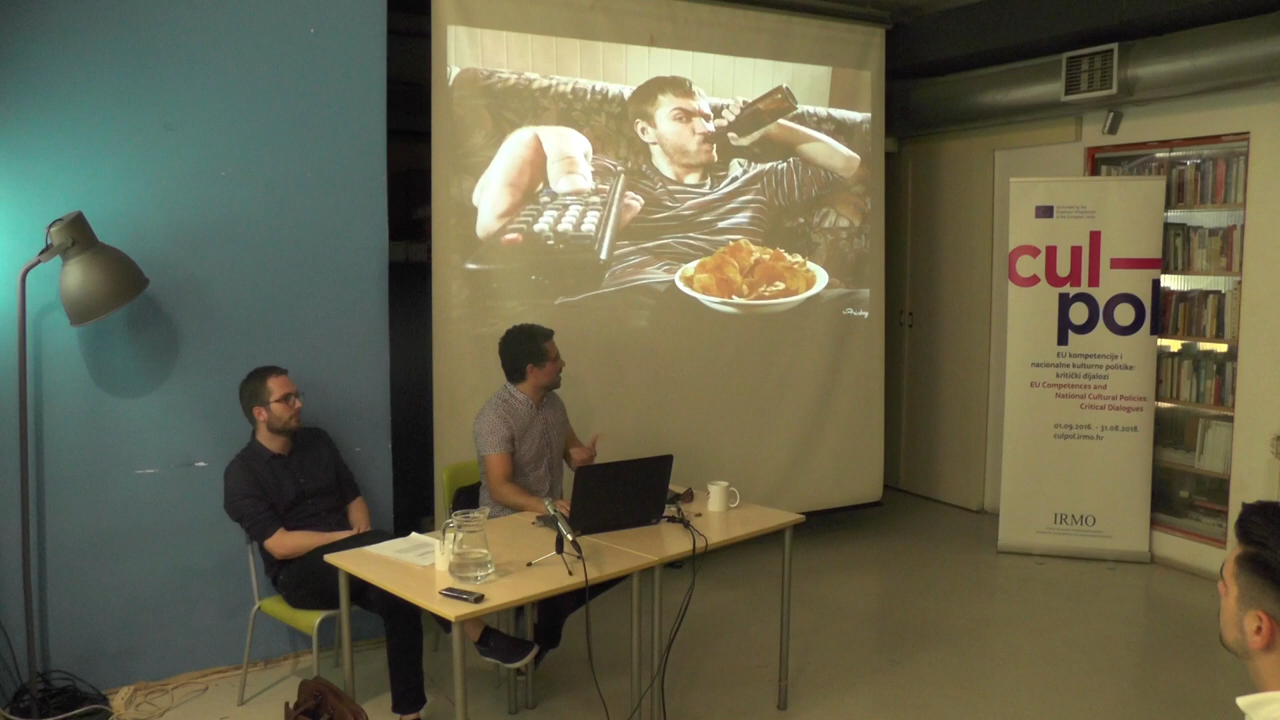 cul—
pol
EU kompetencije i
nacionalne kulturne politike:
kritički dijalozi
EU Competences and
National Cultural Policies:
Critical Dialogues
01.09.2016. - 31.08.2018.
culpol.irmo.hr
IRMO